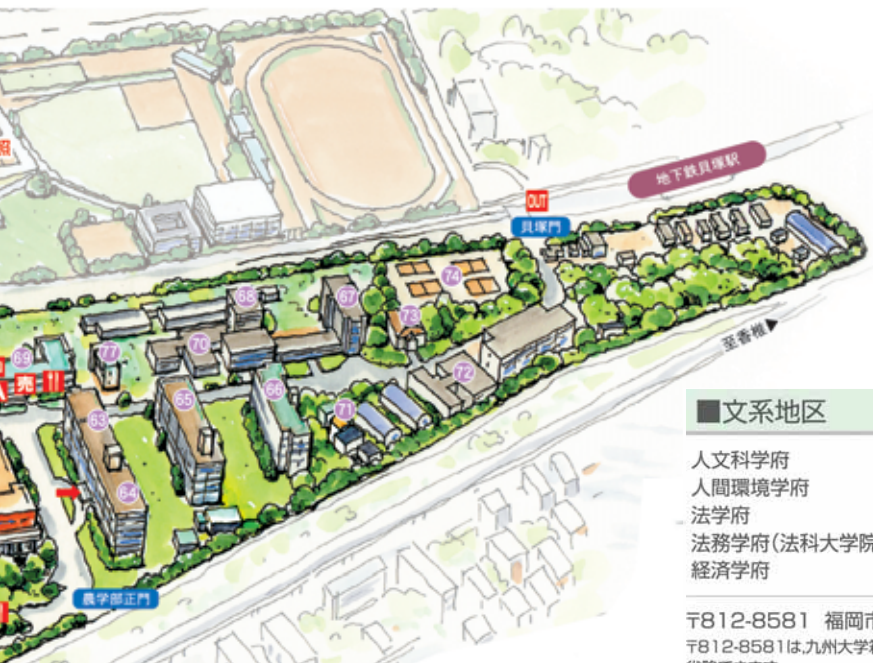 OUT
地下鉄貝塚駅
貝塚門
74
68
67
73
70
77
69
売
72
至香椎▶
66
65
63
71
64
農学部正門
■文系地区
人文科学府
人間環境学府
法学府
法務学府(法科大学院
経済学府
〒812-8581 福岡市
〒812-8581は,九州大学